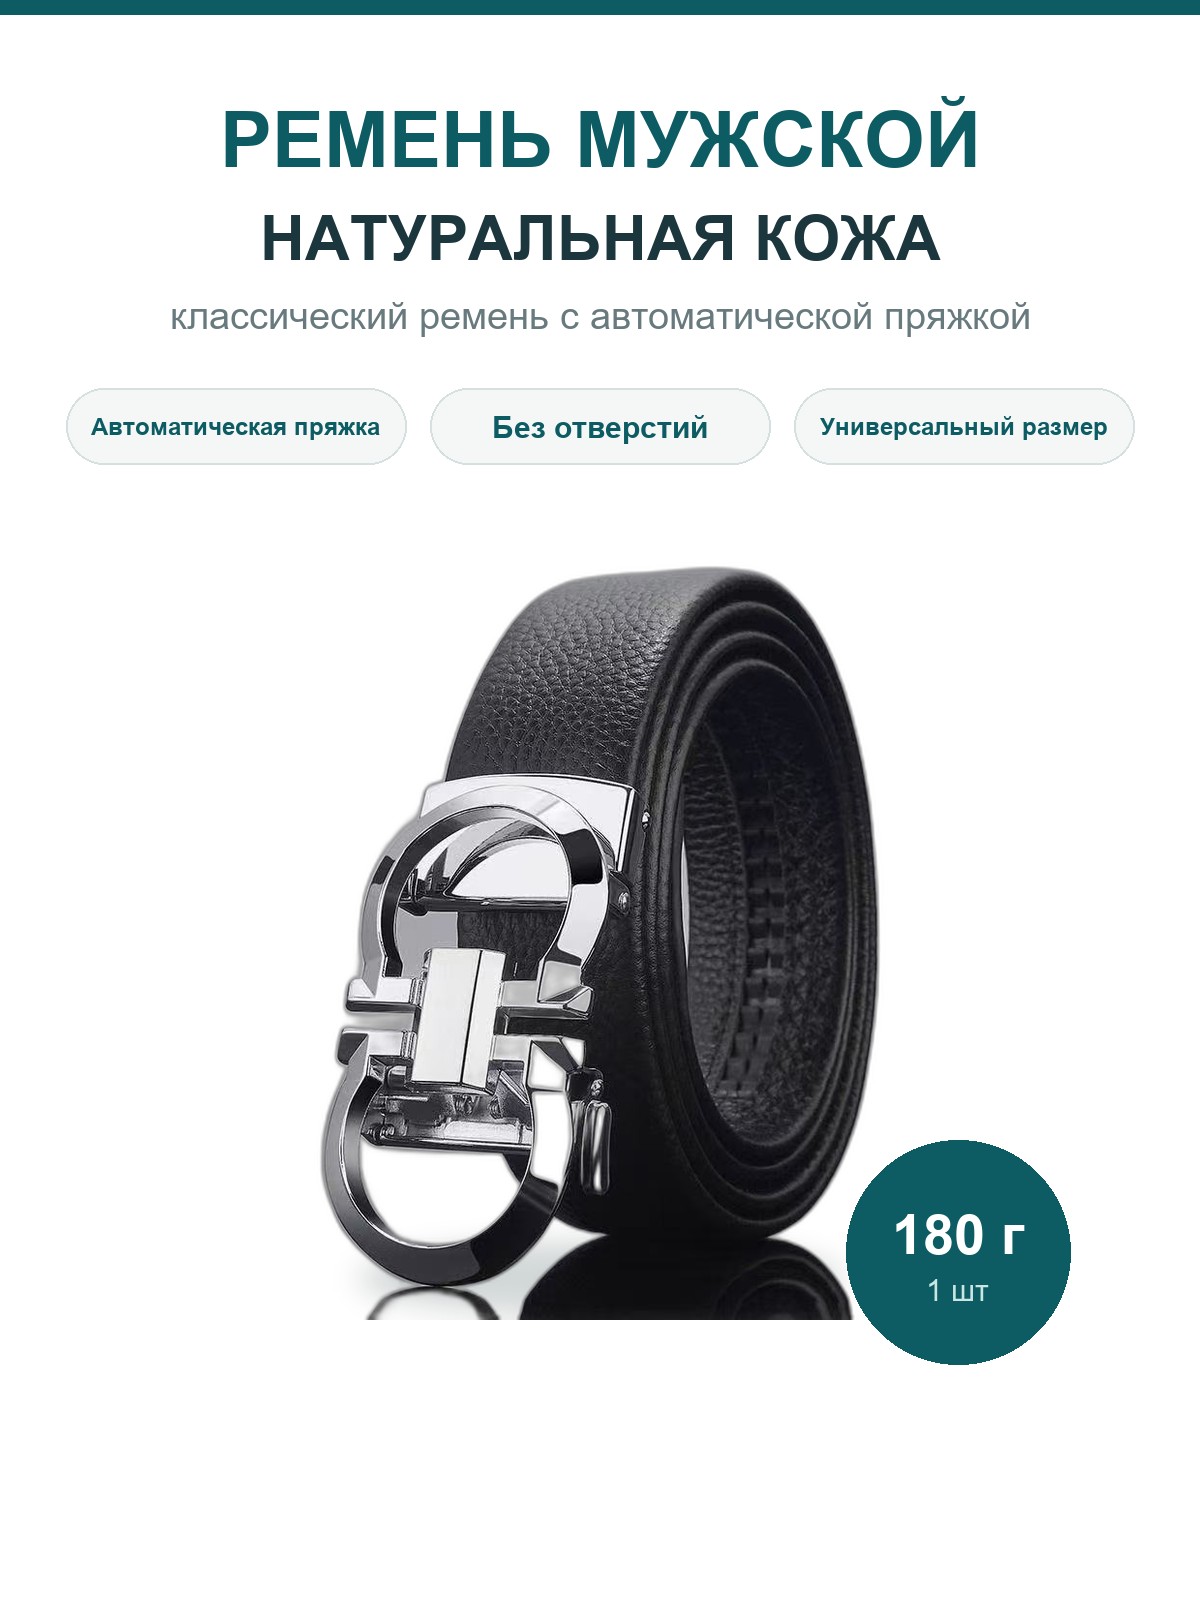 РЕМЕНЬ МУЖСКОЙ
НАТУРАЛЬНАЯ КОЖА
классический ремень с автоматической пряжкой
Автоматическая пряжка
Без отверстий
Универсальный размер
180 г
1 шт